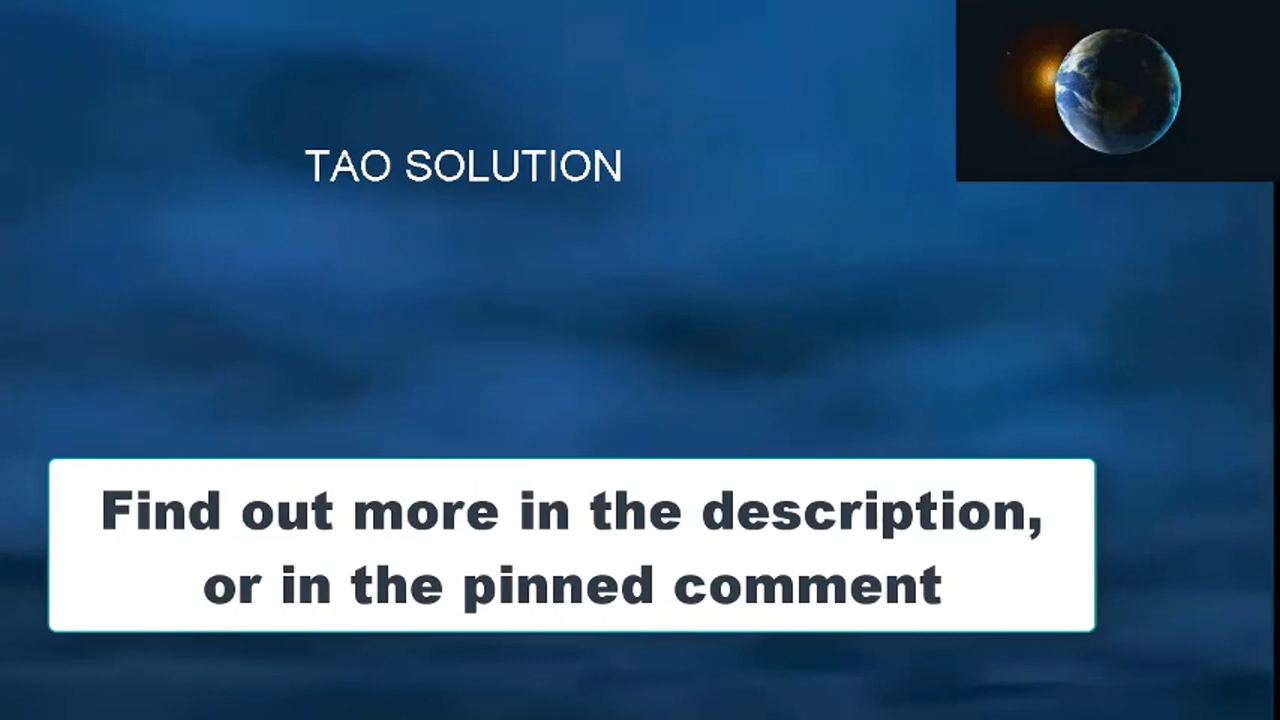 TAO SOLUTION
Find out more in the description,
or in the pinned comment